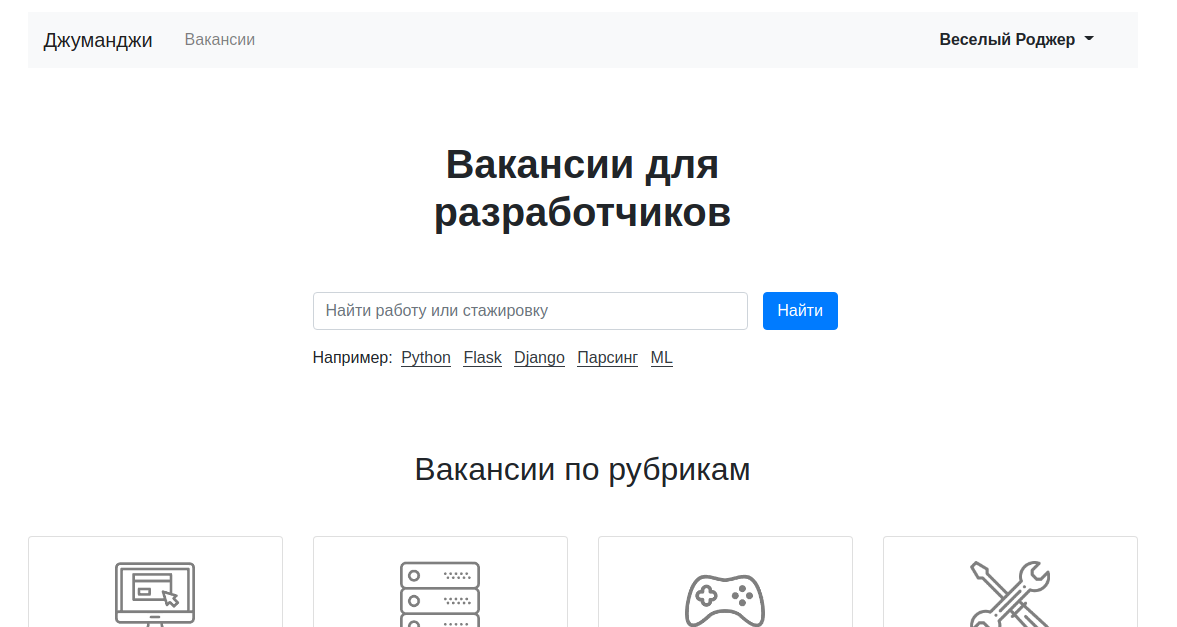 Джуманджи Вакансии Веселый Роджер
Вакансии для
разработчиков
Найти работу или стажировку Найти
Например: Python Flask Django Парсинг ML
Вакансии по рубрикам